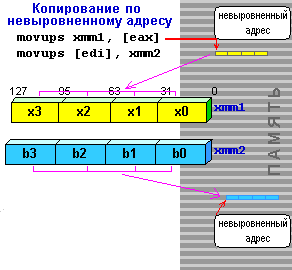 Копирование по
невыровненному адресу
movups xmm1, [eax]
movups [edi], xmm2
невыровненный
адрес
127 95 63 31 0
x3 x2 x1 x0
xmm1
b3 b2 b1 b0
xmm2
ПАМЯТЬ
невыровненный
адрес